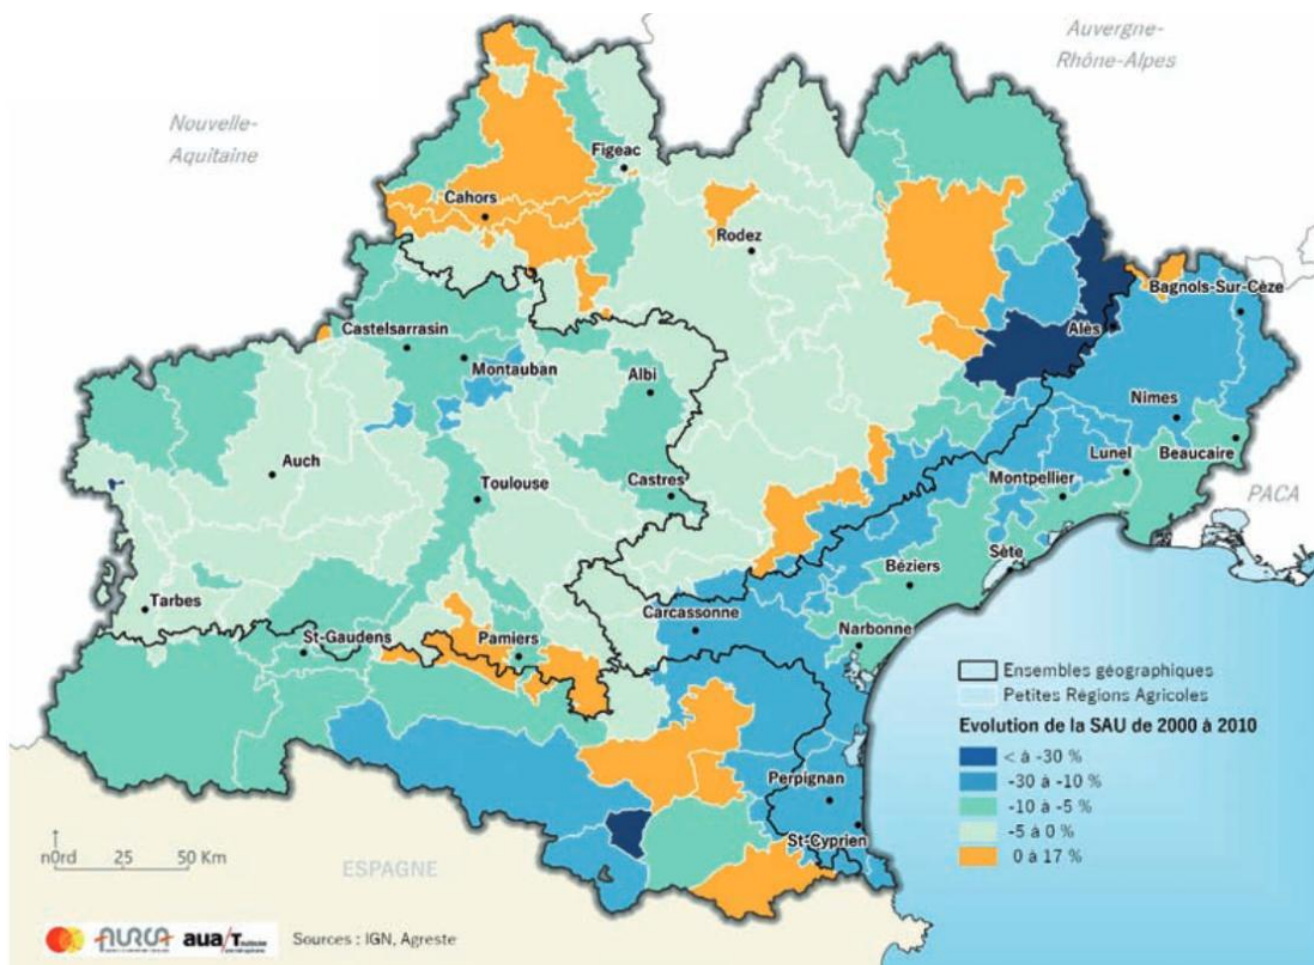 Auvergne-
Rhône-Alpes
Nouvelle-
Aquitaine
Figeac
Cahors
Rodez
Bagnols-Sur-Cèze
Castelsarrasin
Alès
Montauban
Albi
Nimes
Auch
Lunel
Beaucaire
Toulouse
Castres
Montpellier
PACA
Sète
Béziers
Tarbes
Carcassonne
St-Gaudens
Pamiers
Narbonne
Ensembles géographiques
Petites Régions Agricoles
Evolution de la SAU de 2000 à 2010
< à -30 %
-30 à -10 %
-10 à -5 %
-5 à 0 %
0 à 17 %
Perpignan
St-Cyprien
nOrd 25 50 Km
ESPAGNE
AURCA
aua/T
Sources : IGN, Agreste